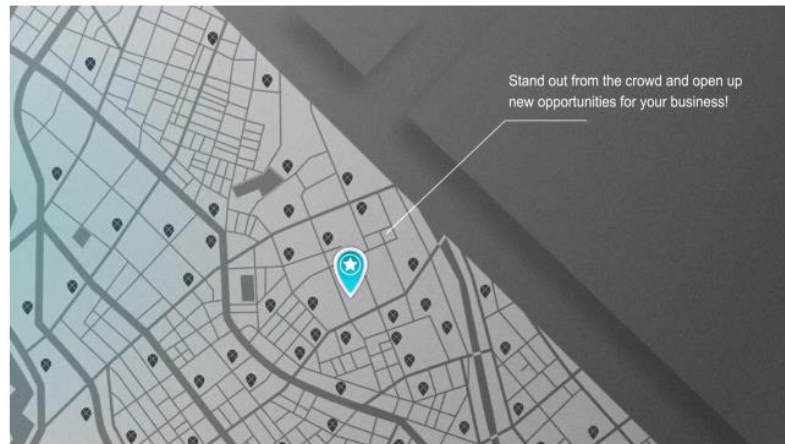 Stand out from the crowd and open up
new opportunities for your business!